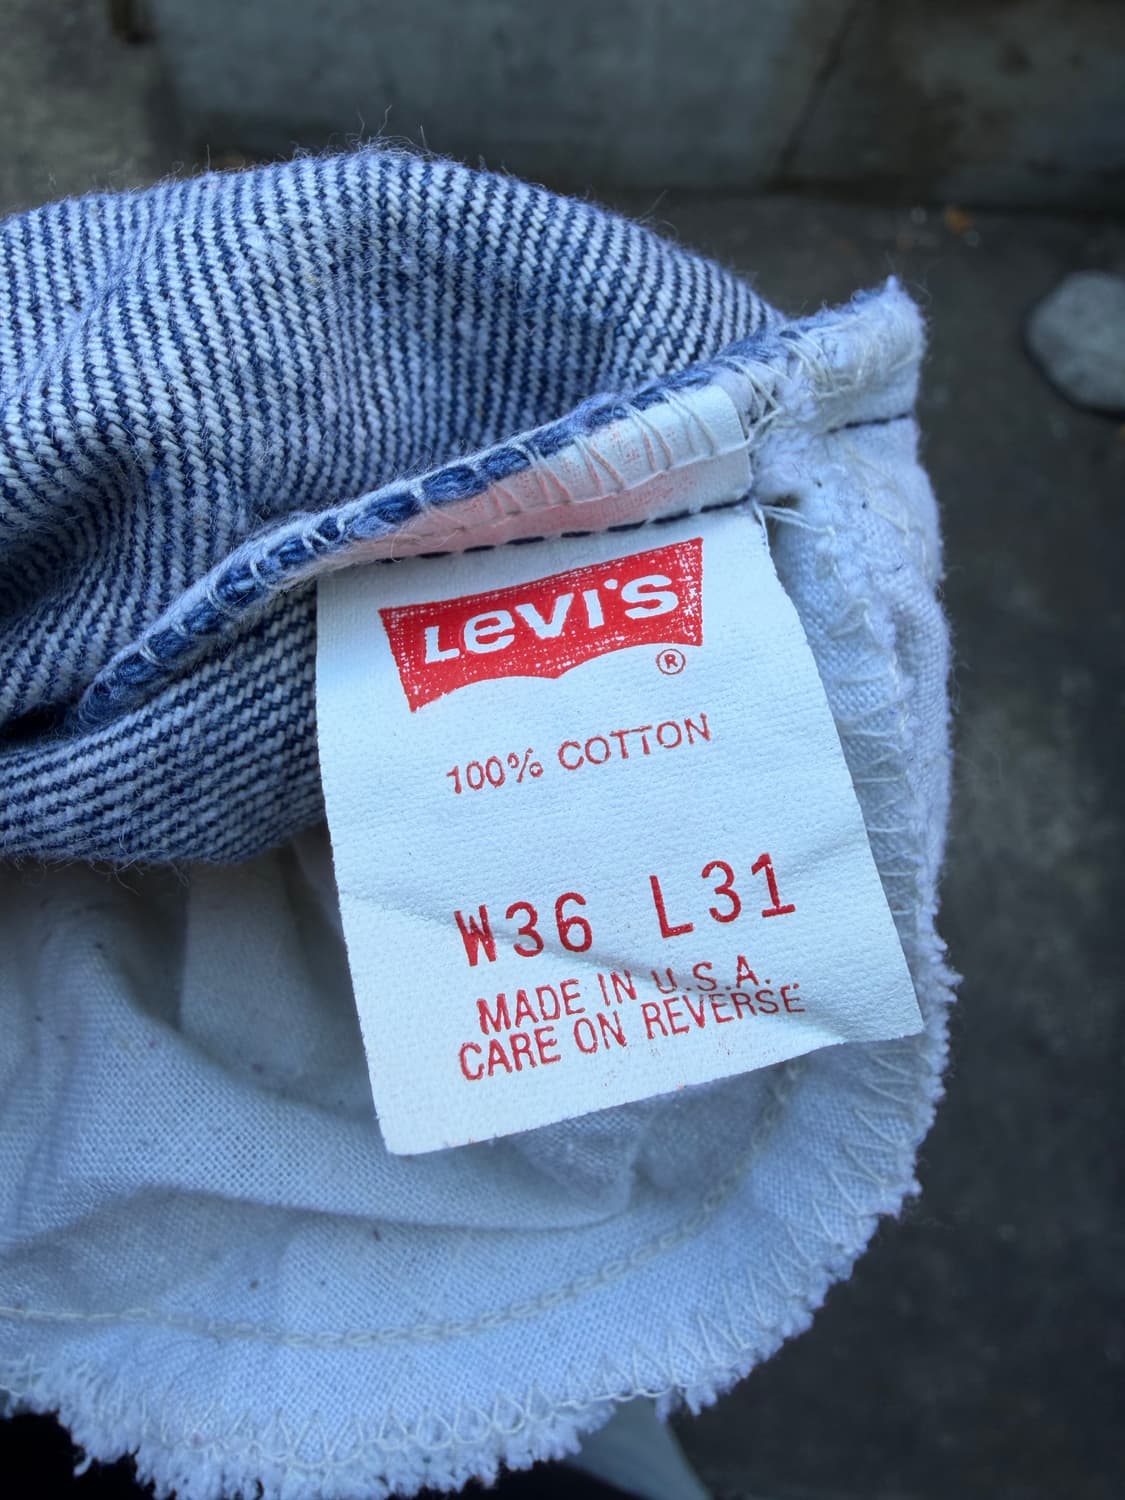 LEVI'S
®
100% COTTON
W36 L31
MADE IN U.S.A.
CARE ON REVERSE